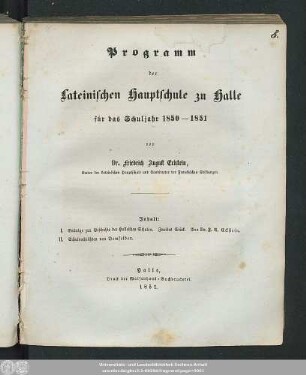 8.
Programm
der
Lateinischen Hauptschule zu Halle
für das Schuljahr 1850—1851
von
Dr. Friedrich August Eckstein,
Rector der lateinischen Hauptschule und Condirector der Franckeschen Stiftungen.
Inhalt:
I. Beiträge zur Geschichte der Halleschen Schulen. Zweites Stück. Von Dr. F. A. Eckstein.
II. Schulnachrichten von Demselben.
Halle,
Druck der Waisenhaus-Buchdruckerei.
1851.